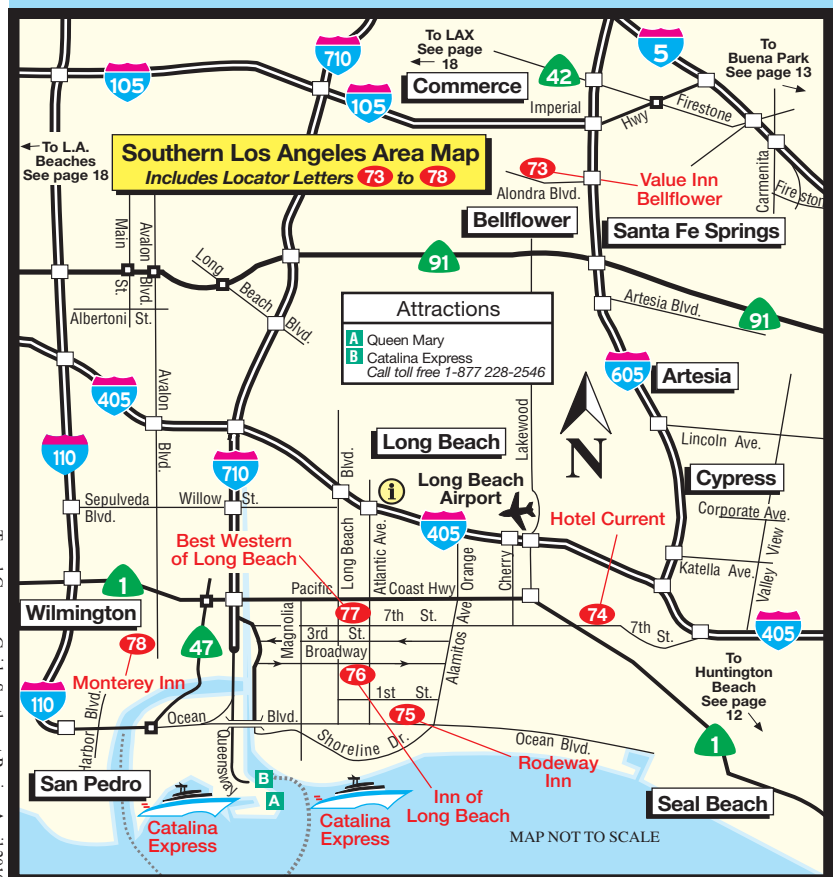 To LAX
See page
18
710
5
To
Buena Park
See page 13
105
42
Commerce
105
Imperial
Hwy
Firestone
To L.A.
Beaches
See page 18
Southern Los Angeles Area Map
Includes Locator Letters 73 to 78
73
Alondra Blvd.
Value Inn
Bellflower
Carmenita
Firestone
Main
St.
Avalon
Blvd.
Bellflower
Santa Fe Springs
Long
Beach
Blvd.
91
Albertoni St.
Artesia Blvd.
91
Attractions
A Queen Mary
B Catalina Express
Call toll free 1-877 228-2546
405
Avalon
Blvd.
605
Artesia
N
Lakewood
Long Beach
Lincoln Ave.
110
710
Cypress
Blvd.
i
Long Beach
Airport
Sepulveda
Blvd.
Willow St.
Corporate Ave.
405
Hotel Current
Best Western
of Long Beach
Long Beach
Atlantic Ave.
Orange
Cherry
Valley View
Katella Ave.
1
Pacific Coast Hwy
Wilmington
77
7th St.
74
7th St.
405
78
47
Magnolia
3rd St.
Broadway
Alamitos Ave
Monterey Inn
76
To
Huntington
Beach
See page
12
110
Harbor Blvd.
1st St.
75
Ocean Blvd.
Queensway
Shoreline Dr.
Ocean Blvd.
1
Rodeway
Inn
San Pedro
B
A
Inn of
Long Beach
Seal Beach
Catalina
Express
Catalina
Express
MAP NOT TO SCALE